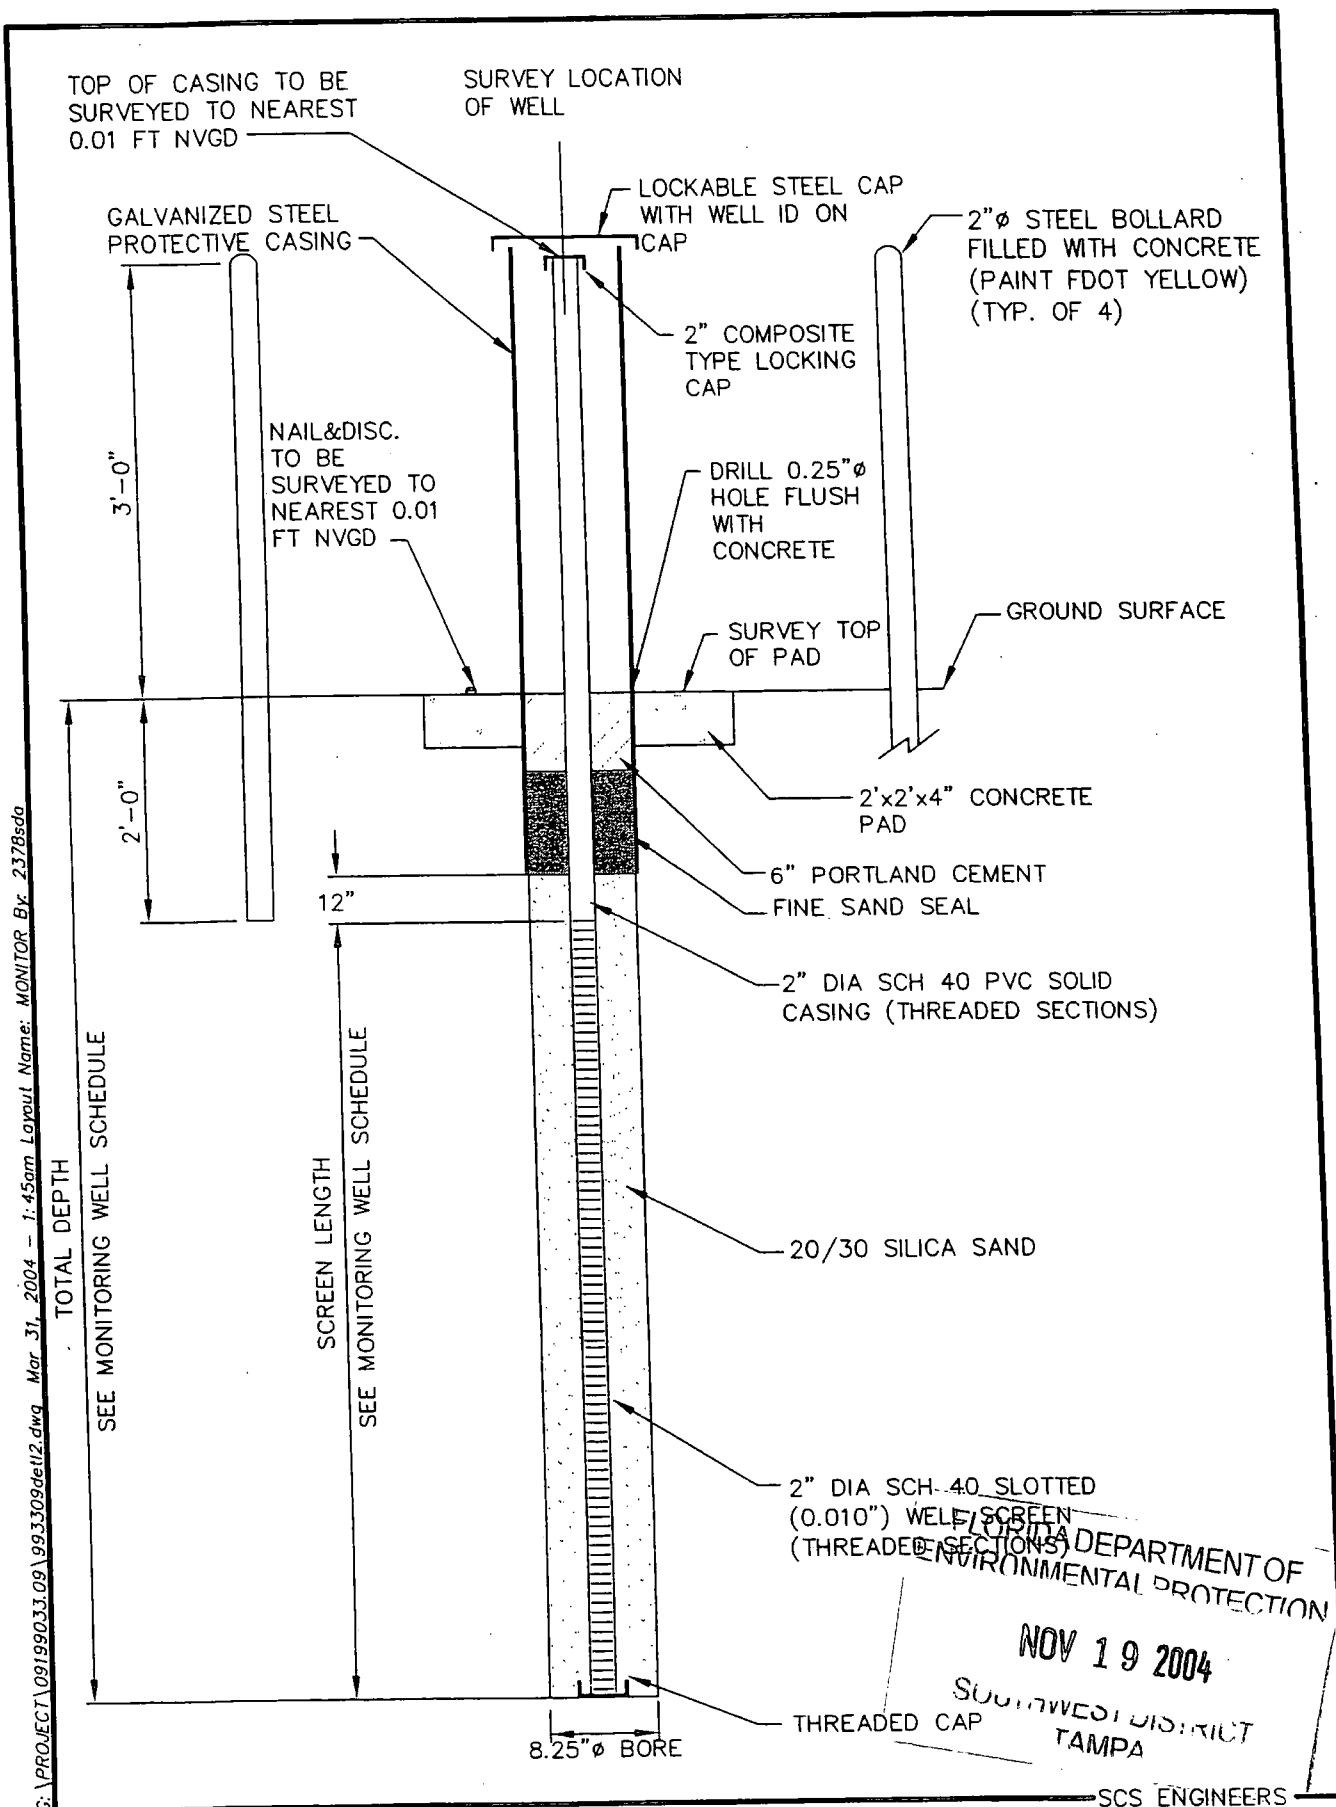 TOP OF CASING TO BE
SURVEYED TO NEAREST
0.01 FT NVGD
SURVEY LOCATION
OF WELL
LOCKABLE STEEL CAP
WITH WELL ID ON
CAP
GALVANIZED STEEL
PROTECTIVE CASING
2"ø STEEL BOLLARD
FILLED WITH CONCRETE
(PAINT FDOT YELLOW)
(TYP. OF 4)
2" COMPOSITE
TYPE LOCKING
CAP
3'-0"
NAIL&DISC.
TO BE
SURVEYED TO
NEAREST 0.01
FT NVGD
DRILL 0.25"ø
HOLE FLUSH
WITH
CONCRETE
GROUND SURFACE
SURVEY TOP
OF PAD
2'-0"
2'x2'x4" CONCRETE
PAD
6" PORTLAND CEMENT
FINE SAND SEAL
12"
2" DIA SCH 40 PVC SOLID
CASING (THREADED SECTIONS)
TOTAL DEPTH
SEE MONITORING WELL SCHEDULE
SCREEN LENGTH
SEE MONITORING WELL SCHEDULE
20/30 SILICA SAND
2" DIA SCH 40 SLOTTED
(0.010") WELL SCREEN
(THREADED SECTIONS)
FLORIDA DEPARTMENT OF
ENVIRONMENTAL PROTECTION
NOV 19 2004
SOUTHWEST DISTRICT
TAMPA
THREADED CAP
8.25"ø BORE
SCS ENGINEERS
G:\PROJECT\09199033.09\993309det12.dwg Mar 31, 2004 - 1:45am Layout Name: MONITOR By: 2378sda